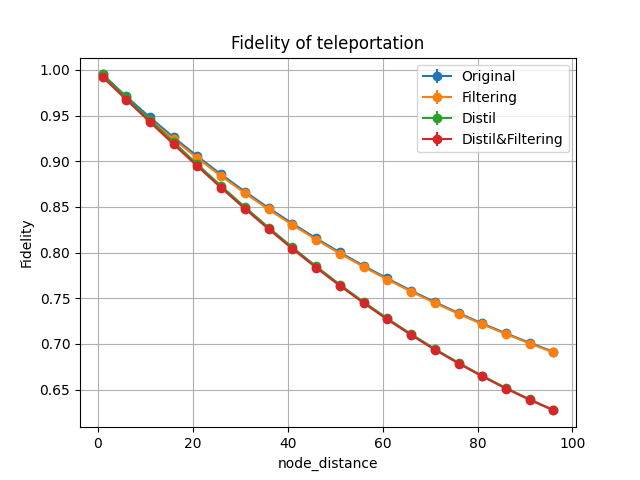 Fidelity of teleportation
Fidelity
1.00
0.95
0.90
0.85
0.80
0.75
0.70
0.65
Original
Filtering
Distil
Distil&Filtering
0
20
40
60
80
100
node_distance